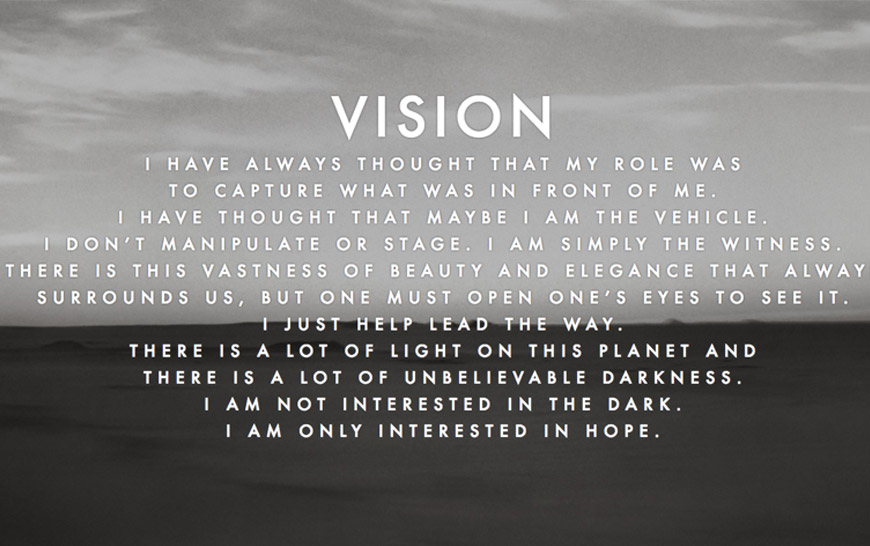 VISION
I HAVE ALWAYS THOUGHT THAT MY ROLE WAS
TO CAPTURE WHAT WAS IN FRONT OF ME.
I HAVE THOUGHT THAT MAYBE I AM THE VEHICLE.
I DON'T MANIPULATE OR STAGE. I AM SIMPLY THE WITNESS.
THERE IS THIS VASTNESS OF BEAUTY AND ELEGANCE THAT ALWAY
SURROUNDS US, BUT ONE MUST OPEN ONE'S EYES TO SEE IT.
I JUST HELP LEAD THE WAY.
THERE IS A LOT OF LIGHT ON THIS PLANET AND
THERE IS A LOT OF UNBELIEVABLE DARKNESS.
I AM NOT INTERESTED IN THE DARK.
I AM ONLY INTERESTED IN HOPE.